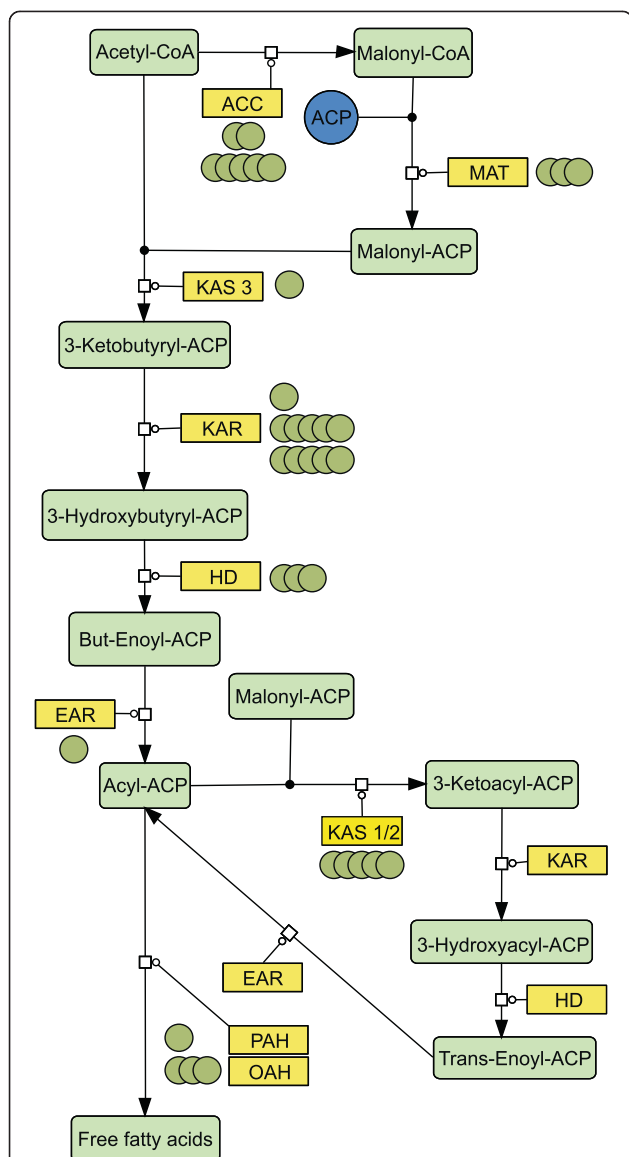 Acetyl-CoA
Malonyl-CoA
ACC
ACP
MAT
Malonyl-ACP
KAS 3
3-Ketobutyryl-ACP
KAR
3-Hydroxybutyryl-ACP
HD
But-Enoyl-ACP
Malonyl-ACP
EAR
Acyl-ACP
3-Ketoacyl-ACP
KAS 1/2
KAR
3-Hydroxyacyl-ACP
EAR
HD
PAH
OAH
Trans-Enoyl-ACP
Free fatty acids